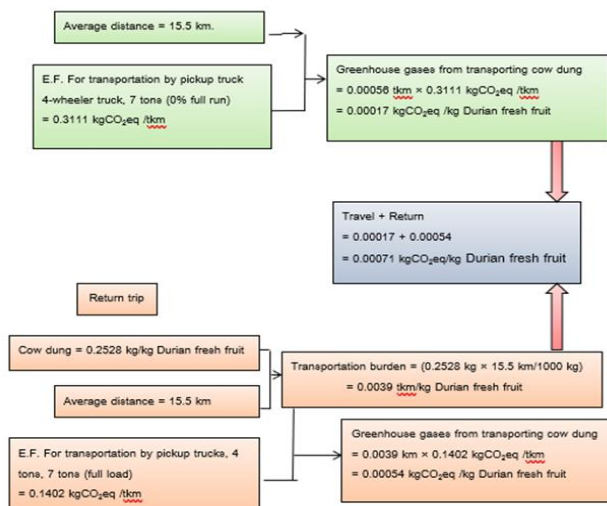 Average distance = 15.5 km.
E.F. For transportation by pickup truck
4-wheeler truck, 7 tons (0% full run)
= 0.3111 kgCO₂eq /tkm
Greenhouse gases from transporting cow dung
= 0.00056 tkm × 0.3111 kgCO₂eq /tkm
= 0.00017 kgCO₂eq /kg Durian fresh fruit
Travel + Return
= 0.00017 + 0.00054
= 0.00071 kgCO₂eq/kg Durian fresh fruit
Return trip
Cow dung = 0.2528 kg/kg Durian fresh fruit
Average distance = 15.5 km
Transportation burden = (0.2528 kg × 15.5 km/1000 kg)
= 0.0039 tkm/kg Durian fresh fruit
E.F. For transportation by pickup trucks, 4
tons, 7 tons (full load)
= 0.1402 kgCO₂eq /tkm
Greenhouse gases from transporting cow dung
= 0.0039 km × 0.1402 kgCO₂eq /tkm
= 0.00054 kgCO₂eq /kg Durian fresh fruit